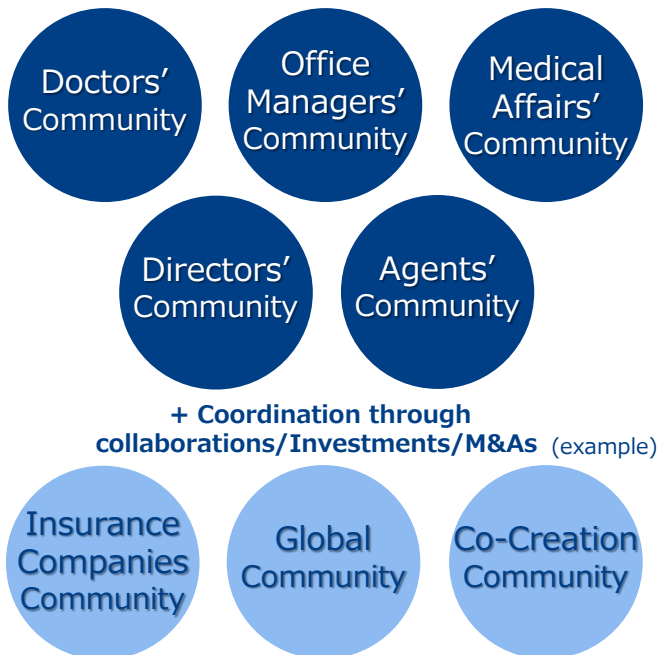 Doctors’
Community
Office
Managers’
Community
Medical
Affairs’
Community
Directors’
Community
Agents’
Community
+ Coordination through
collaborations/Investments/M&As (example)
Insurance
Companies
Community
Global
Community
Co-Creation
Community